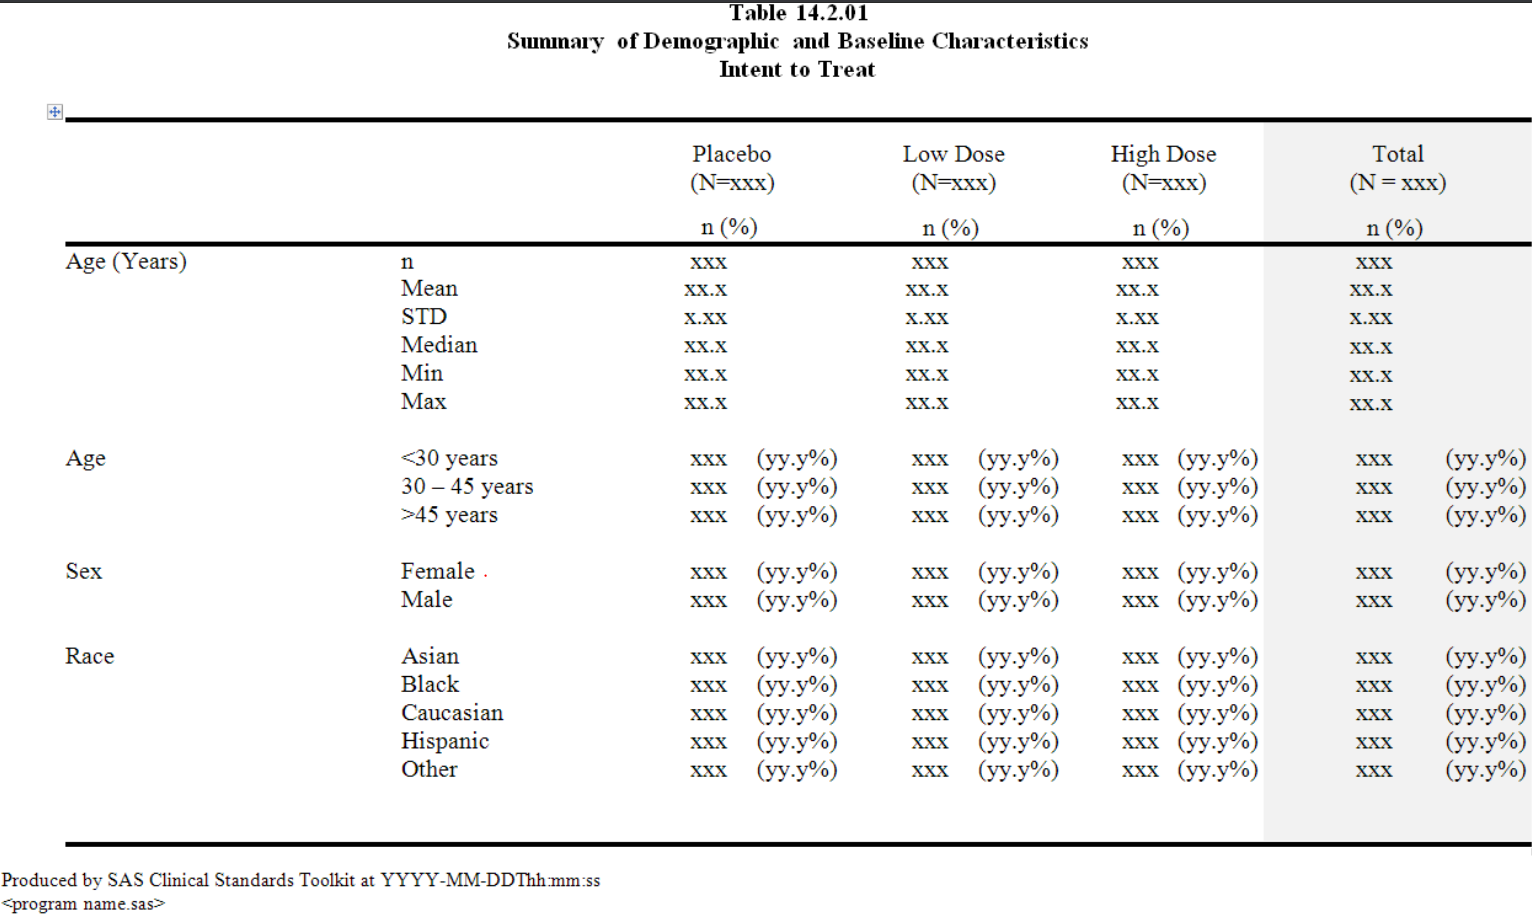 Table 14.2.01
Summary of Demographic and Baseline Characteristics
Intent to Treat
Placebo Low Dose High Dose Total
(N=xxx) (N=xxx) (N=xxx) (N = xxx)
n (%) n (%) n (%) n (%)
Age (Years) n xxx xxx xxx xxx
Mean xx.x xx.x xx.x xx.x
STD x.xx x.xx x.xx x.xx
Median xx.x xx.x xx.x xx.x
Min xx.x xx.x xx.x xx.x
Max xx.x xx.x xx.x xx.x
Age <30 years xxx (yy.y%) xxx (yy.y%) xxx (yy.y%) xxx (yy.y%)
30 – 45 years xxx (yy.y%) xxx (yy.y%) xxx (yy.y%) xxx (yy.y%)
>45 years xxx (yy.y%) xxx (yy.y%) xxx (yy.y%) xxx (yy.y%)
Sex Female . xxx (yy.y%) xxx (yy.y%) xxx (yy.y%) xxx (yy.y%)
Male xxx (yy.y%) xxx (yy.y%) xxx (yy.y%) xxx (yy.y%)
Race Asian xxx (yy.y%) xxx (yy.y%) xxx (yy.y%) xxx (yy.y%)
Black xxx (yy.y%) xxx (yy.y%) xxx (yy.y%) xxx (yy.y%)
Caucasian xxx (yy.y%) xxx (yy.y%) xxx (yy.y%) xxx (yy.y%)
Hispanic xxx (yy.y%) xxx (yy.y%) xxx (yy.y%) xxx (yy.y%)
Other xxx (yy.y%) xxx (yy.y%) xxx (yy.y%) xxx (yy.y%)
Produced by SAS Clinical Standards Toolkit at YYYY-MM-DDThh:mm:ss
<program name.sas>